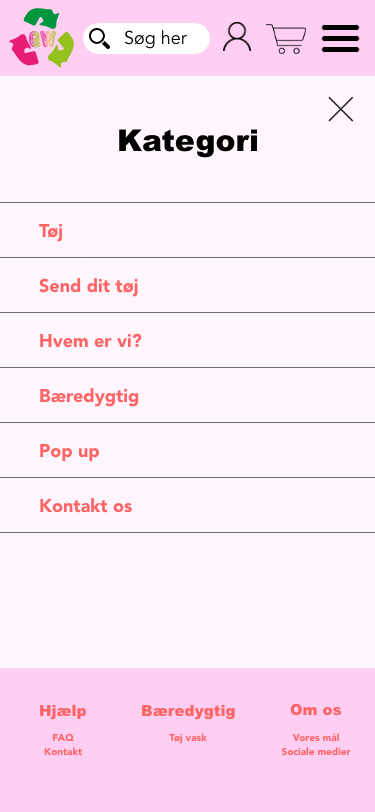 Søg her
Kategori
Tøj
Send dit tøj
Hvem er vi?
Bæredygtig
Pop up
Kontakt os
Hjælp
FAQ
Kontakt
Bæredygtig
Tøj vask
Om os
Vores mål
Sociale medier